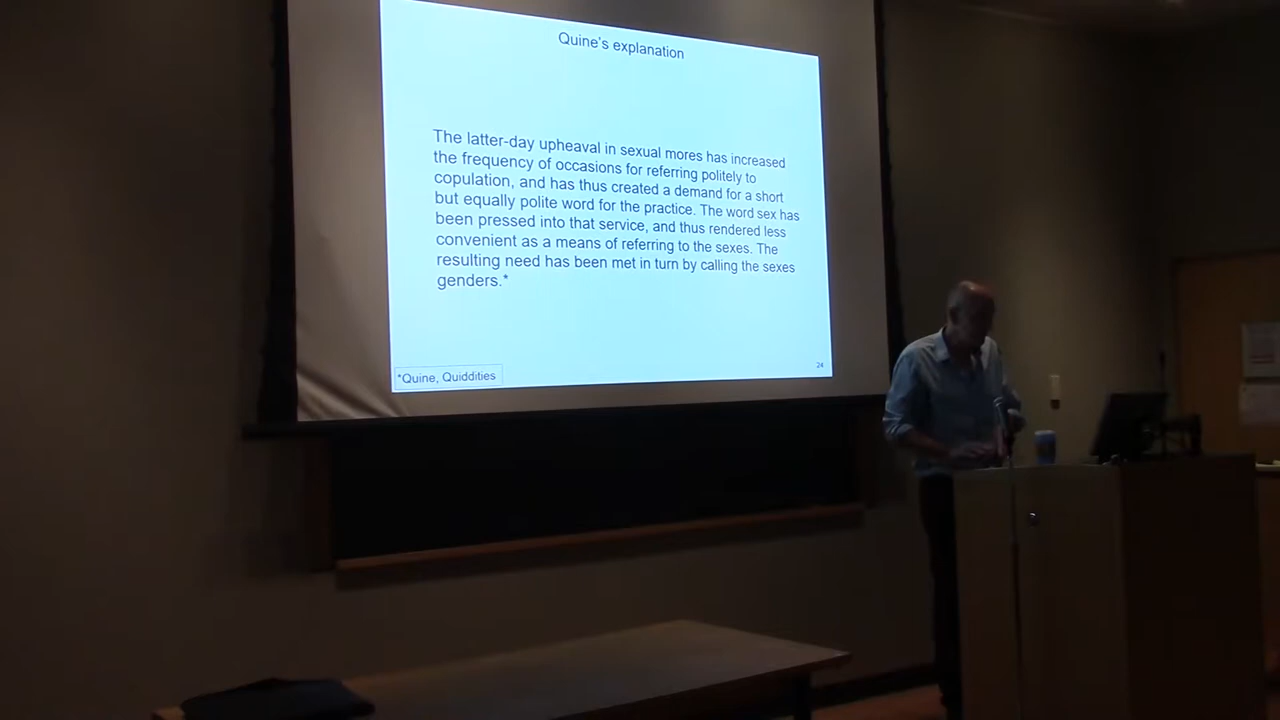 Quine's explanation
The latter-day upheaval in sexual mores has increased
the frequency of occasions for referring politely to
copulation, and has thus created a demand for a short
but equally polite word for the practice. The word sex has
been pressed into that service, and thus rendered less
convenient as a means of referring to the sexes. The
resulting need has been met in turn by calling the sexes
genders.*
*Quine, Quiddities
24